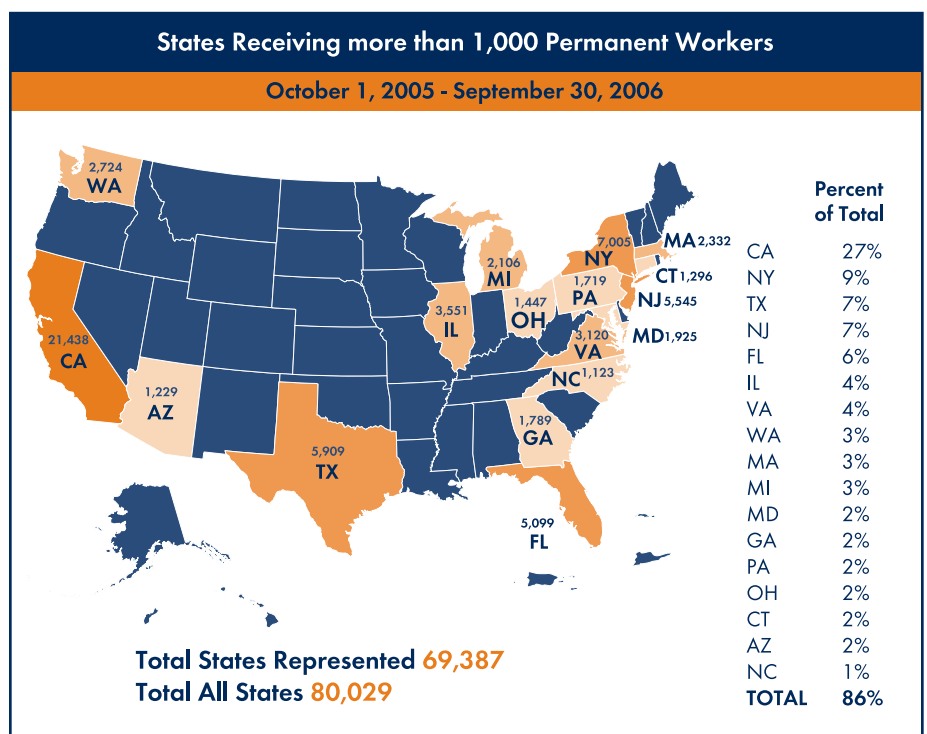 States Receiving more than 1,000 Permanent Workers
October 1, 2005 - September 30, 2006
2,724
WA
21,438
CA
1,229
AZ
5,909
TX
3,551
IL
2,106
MI
1,447
OH
1,719
PA
7,005
NY
MA 2,332
CT 1,296
NJ 5,545
MD 1,925
3,120
VA
NC 1,123
1,789
GA
5,099
FL
Total States Represented 69,387
Total All States 80,029
Percent
of Total
CA 27%
NY 9%
TX 7%
NJ 7%
FL 6%
IL 4%
VA 4%
WA 3%
MA 3%
MI 3%
MD 2%
GA 2%
PA 2%
OH 2%
CT 2%
AZ 2%
NC 1%
TOTAL 86%